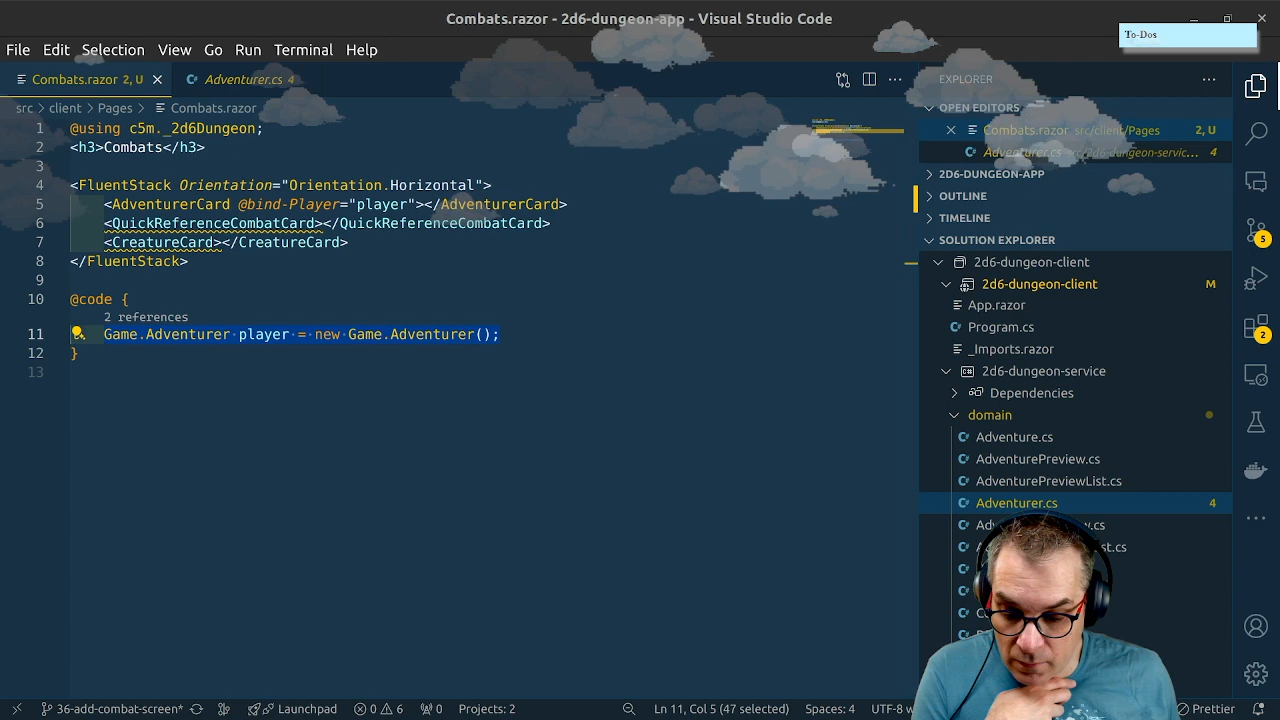 Combats.razor - 2d6-dungeon-app - Visual Studio Code
To-Dos
File Edit Selection View Go Run Terminal Help
Combats.razor 2, U
Adventurer.cs 4
EXPLORER
src client Pages Combats.razor
OPEN EDITORS
Combats.razor src/client/Pages 2, U
Adventurer.cs src/2d6-dungeon-servic... 4
2D6-DUNGEON-APP
OUTLINE
TIMELINE
SOLUTION EXPLORER
2d6-dungeon-client
2d6-dungeon-client M
App.razor
Program.cs
_Imports.razor
2d6-dungeon-service
Dependencies
domain
Adventure.cs
AdventurePreview.cs
AdventurePreviewList.cs
Adventurer.cs 4
5
2
1 @using c5m._2d6Dungeon;
2 <h3>Combats</h3>
3
4 <FluentStack Orientation="Orientation.Horizontal">
5 <AdventurerCard @bind-Player="player"></AdventurerCard>
6 <QuickReferenceCombatCard></QuickReferenceCombatCard>
7 <CreatureCard></CreatureCard>
8 </FluentStack>
9
10 @code {
2 references
11 Game.Adventurer player = new Game.Adventurer();
12 }
13
36-add-combat-screen* Launchpad 0 6 0 Projects: 2 Ln 11, Col 5 (47 selected) Spaces: 4 UTF-8 Prettier